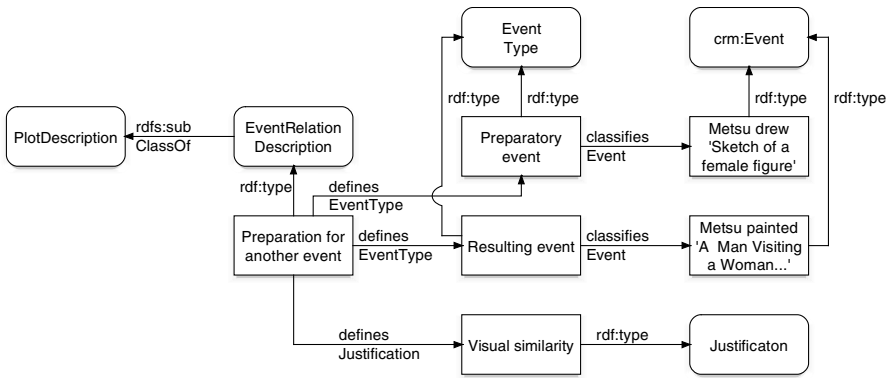 Event
Type
crm:Event
rdf:type
rdf:type
rdf:type
rdf:type
PlotDescription
rdfs:sub
ClassOf
EventRelation
Description
Preparatory
event
classifies
Event
Metsu drew
'Sketch of a
female figure'
rdf:type
defines
EventType
Preparation for
another event
defines
EventType
Resulting event
classifies
Event
Metsu painted
'A Man Visiting
a Woman...'
defines
Justification
Visual similarity
rdf:type
Justificaton